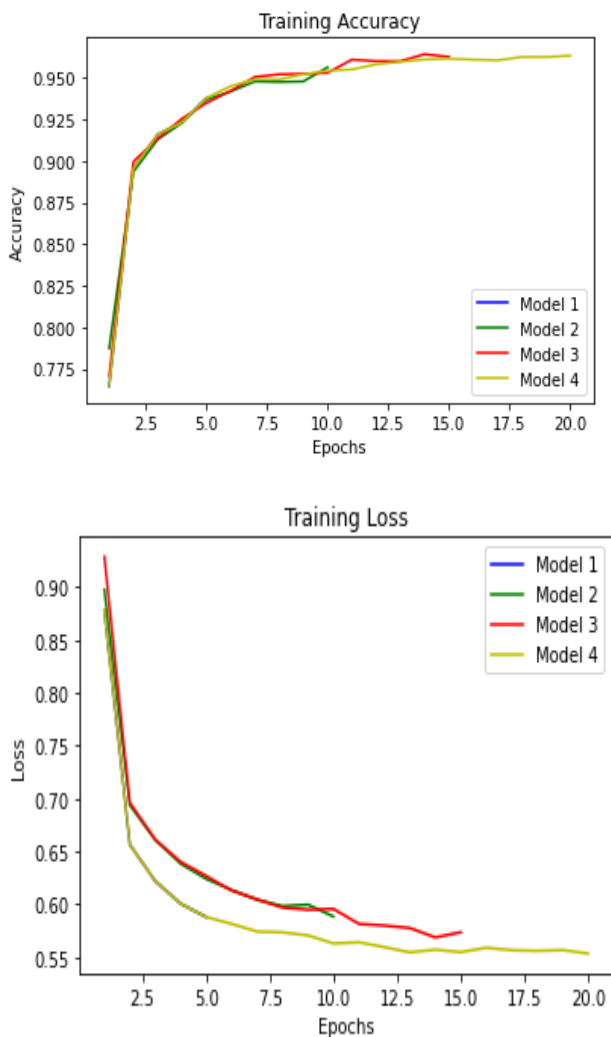 Training Accuracy
Accuracy
0.950
0.925
0.900
0.875
0.850
0.825
0.800
0.775
Model 1
Model 2
Model 3
Model 4
2.5 5.0 7.5 10.0 12.5 15.0 17.5 20.0
Epochs
Training Loss
Loss
0.90
0.85
0.80
0.75
0.70
0.65
0.60
0.55
Model 1
Model 2
Model 3
Model 4
2.5 5.0 7.5 10.0 12.5 15.0 17.5 20.0
Epochs